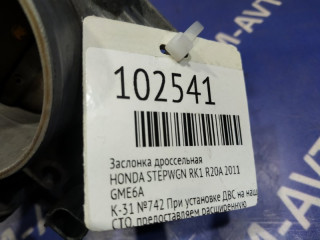 102541
Заслонка дроссельная
HONDA STEPWGN RK1 R20A 2011
GME6A
К-31 №742 При установке ДВС на наш
СТО предоставляем расширенную